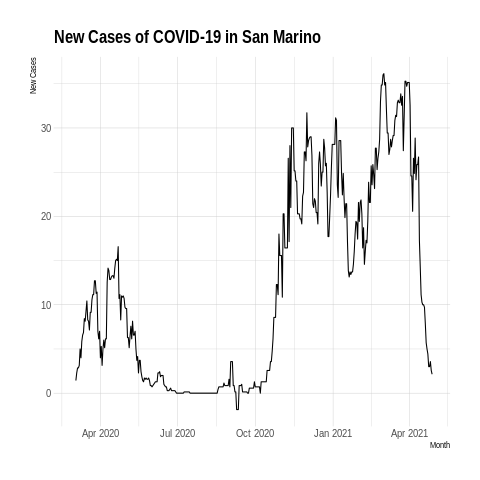 New Cases of COVID-19 in San Marino
New Cases
30
20
10
0
Apr 2020 Jul 2020 Oct 2020 Jan 2021 Apr 2021
Month